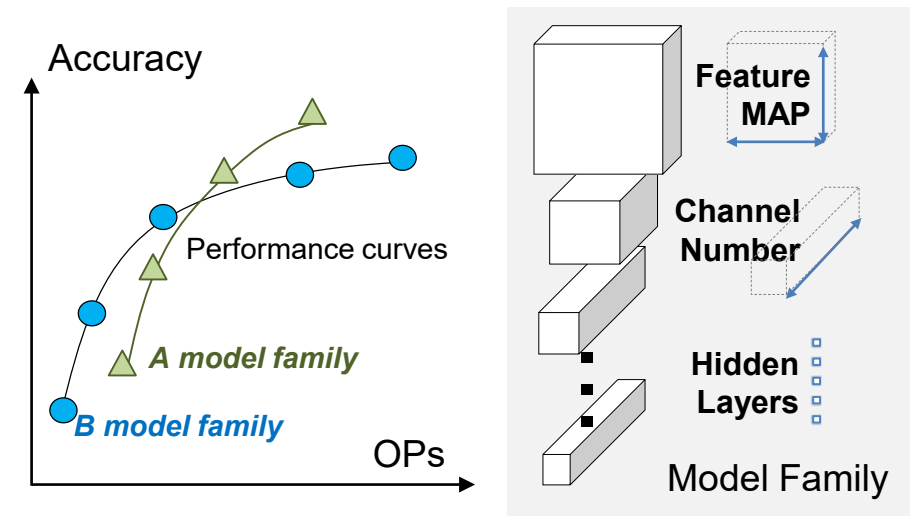 Accuracy
Performance curves
A model family
B model family
OPs
Feature
MAP
Channel
Number
Hidden
Layers
Model Family